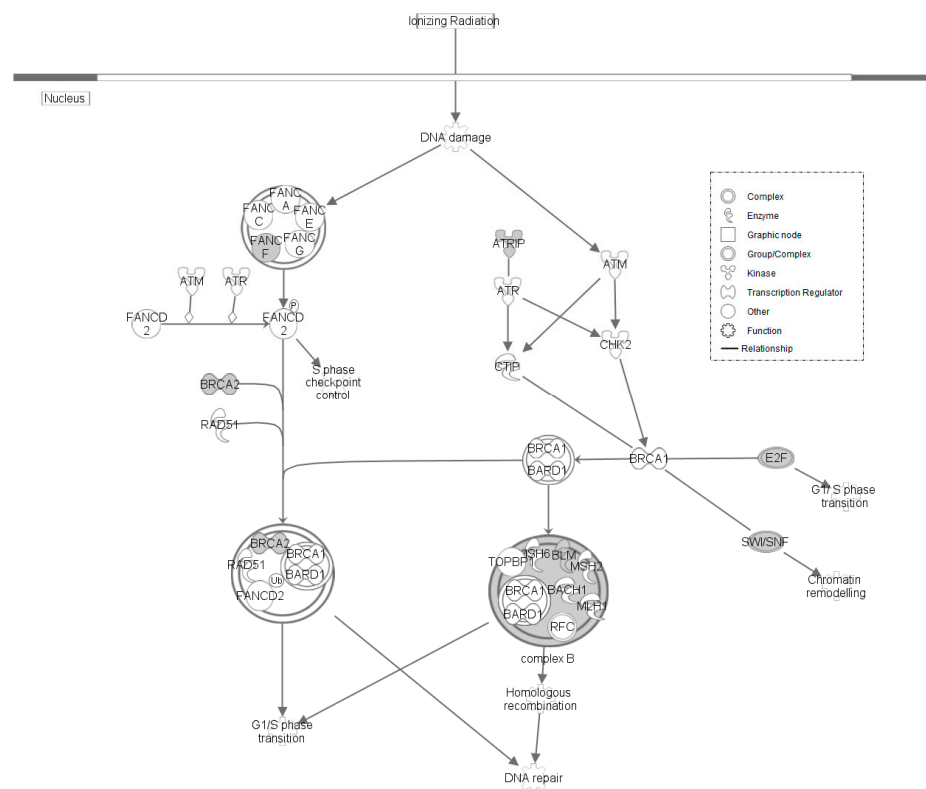 Ionizing Radiation
Nucleus
DNA damage
FANC
A
FANC
C
FANC
E
FANC
F
FANC
G
ATRIP
ATM
ATM
ATR
ATR
P
FANCD
2
FANCD
2
CHK2
CTIP
S phase
checkpoint
control
BRCA2
RAD51
BRCA1
BARD1
BRCA1
E2F
G1/ S phase
transition
SWI/SNF
Chromatin
remodelling
BRCA2
BRCA1
RAD51
BARD1
Ub
FANCD2
TOPBP1
BLM
MSH2
BRCA1
BACH1
BARD1
MLH1
RFC
complex B
Homologous
recombination
G1/S phase
transition
DNA repair
Complex
Enzyme
Graphic node
Group/Complex
Kinase
Transcription Regulator
Other
Function
Relationship